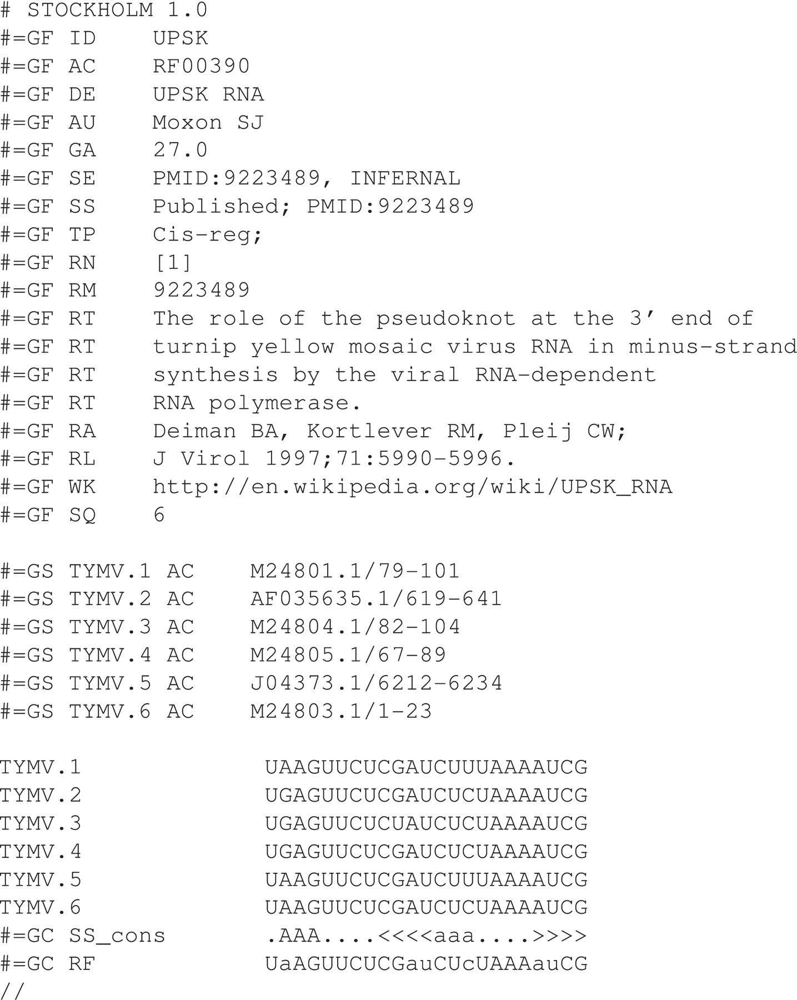 # STOCKHOLM 1.0
#=GF ID    UPSK
#=GF AC    RF00390
#=GF DE    UPSK RNA
#=GF AU    Moxon SJ
#=GF GA    27.0
#=GF SE    PMID:9223489, INFERNAL
#=GF SS    Published; PMID:9223489
#=GF TP    Cis-reg;
#=GF RN    [1]
#=GF RM    9223489
#=GF RT    The role of the pseudoknot at the 3’ end of
#=GF RT    turnip yellow mosaic virus RNA in minus-strand
#=GF RT    synthesis by the viral RNA-dependent
#=GF RT    RNA polymerase.
#=GF RA    Deiman BA, Kortlever RM, Pleij CW;
#=GF RL    J Virol 1997;71:5990-5996.
#=GF WK    http://en.wikipedia.org/wiki/UPSK_RNA
#=GF SQ    6

#=GS TYMV.1 AC    M24801.1/79-101
#=GS TYMV.2 AC    AF035635.1/619-641
#=GS TYMV.3 AC    M24804.1/82-104
#=GS TYMV.4 AC    M24805.1/67-89
#=GS TYMV.5 AC    J04373.1/6212-6234
#=GS TYMV.6 AC    M24803.1/1-23

TYMV.1             UAAGUUCUCGAUCUUUAAAAUCG
TYMV.2             UGAGUUCUCGAUCUCUAAAAUCG
TYMV.3             UGAGUUCUCUAUCUCUAAAAUCG
TYMV.4             UGAGUUCUCGAUCUCUAAAAUCG
TYMV.5             UAAGUUCUCGAUCUUUAAAAUCG
TYMV.6             UAAGUUCUCGAUCUCUAAAAUCG
#=GC SS_cons       .AAA....<<<<aaa....>>>>
#=GC RF            UaAGUUCUCGauCUcUAAAauCG
//